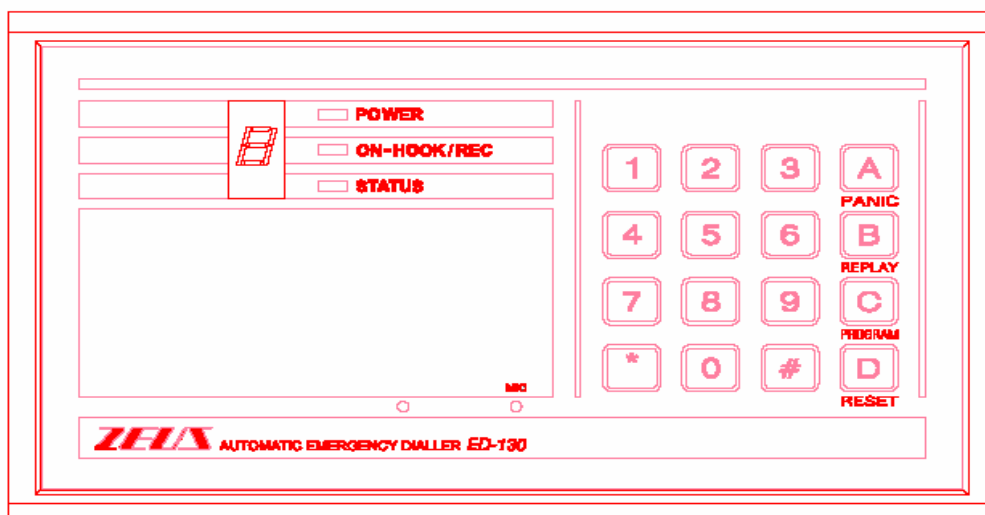 POWER
ON-HOOK/REC
STATUS
1 2 3 A
PANIC
4 5 6 B
REPLAY
7 8 9 C
PROGRAM
* 0 # D
RESET
MIC
ZEUS AUTOMATIC EMERGENCY DIALLER ED-130